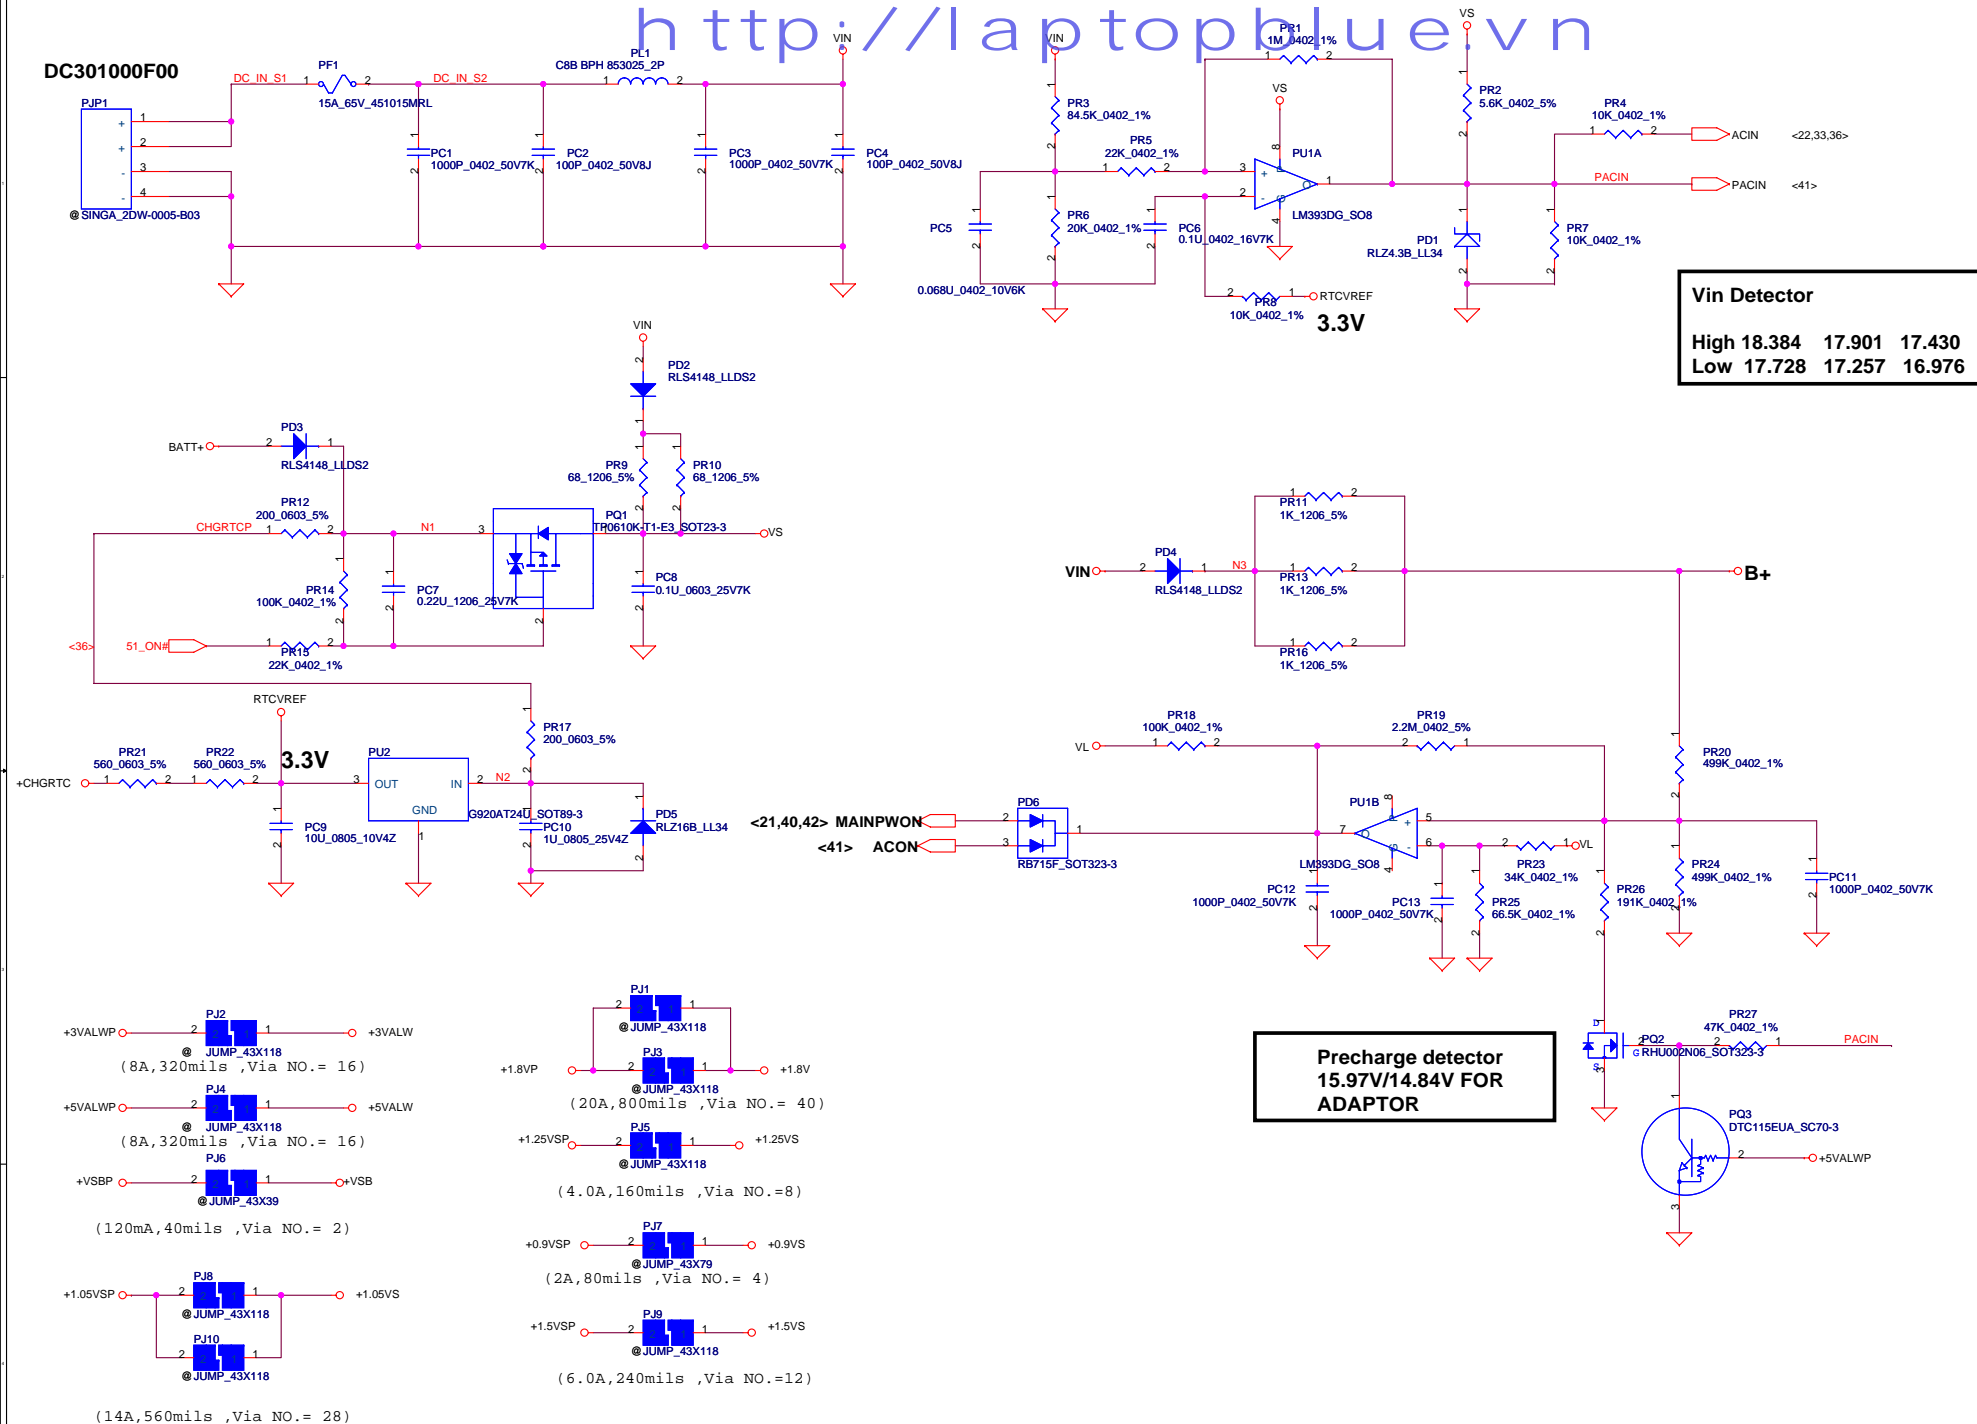 http://laptopblue.vn
DC301000F00
PJP1
+
+
-
-
1
2
3
4
@ SINGA_2DW-0005-B03
DC_IN_S1
PF1
1
2
15A_65V_451015MRL
DC_IN_S2
PL1
C8B BPH 853025_2P
1
2
VIN
PC1
1000P_0402_50V7K
PC2
100P_0402_50V8J
PC3
1000P_0402_50V7K
PC4
100P_0402_50V8J
VIN
PR3
84.5K_0402_1%
PR5
22K_0402_1%
PR1
1M_0402_1%
VS
PU1A
LM393DG_SO8
PC5
0.068U_0402_10V6K
PR6
20K_0402_1%
PC6
0.1U_0402_16V7K
PR8
10K_0402_1%
RTCVREF
3.3V
VS
PR2
5.6K_0402_5%
PR4
10K_0402_1%
ACIN
<22,33,36>
PACIN
PACIN
<41>
PD1
RLZ4.3B_LL34
PR7
10K_0402_1%
Vin Detector
High 18.384 17.901 17.430
Low 17.728 17.257 16.976
VIN
PD2
RLS4148_LLDS2
BATT+
PD3
RLS4148_LLDS2
PR9
68_1206_5%
PR10
68_1206_5%
PR12
200_0603_5%
CHGRTCP
N1
PQ1
TP0610K-T1-E3_SOT23-3
VS
PR14
100K_0402_1%
PC7
0.22U_1206_25V7K
PC8
0.1U_0603_25V7K
<36>
51_ON#
PR15
22K_0402_1%
RTCVREF
PR21
560_0603_5%
PR22
560_0603_5%
3.3V
+CHGRTC
PU2
OUT
IN
GND
G920AT24U_SOT89-3
N2
PR17
200_0603_5%
PC9
10U_0805_10V4Z
PC10
1U_0805_25V4Z
PD5
RLZ16B_LL34
VIN
PD4
RLS4148_LLDS2
N3
PR11
1K_1206_5%
PR13
1K_1206_5%
PR16
1K_1206_5%
B+
VL
PR18
100K_0402_1%
PR19
2.2M_0402_5%
PR20
499K_0402_1%
<21,40,42> MAINPWON
<41> ACON
PD6
RB715F_SOT323-3
PU1B
LM393DG_SO8
PR23
34K_0402_1%
VL
PR24
499K_0402_1%
PC11
1000P_0402_50V7K
PC12
1000P_0402_50V7K
PC13
1000P_0402_50V7K
PR25
66.5K_0402_1%
PR26
191K_0402_1%
Precharge detector
15.97V/14.84V FOR
ADAPTOR
PQ2
RHU002N06_SOT323-3
D
G
S
PR27
47K_0402_1%
PACIN
PQ3
DTC115EUA_SC70-3
+5VALWP
+3VALWP
PJ2
@ JUMP_43X118
+3VALW
(8A,320mils ,Via NO.= 16)
+5VALWP
PJ4
@ JUMP_43X118
+5VALW
(8A,320mils ,Via NO.= 16)
+VSBP
PJ6
@ JUMP_43X39
+VSB
(120mA,40mils ,Via NO.= 2)
+1.05VSP
PJ8
@ JUMP_43X118
+1.05VS
PJ10
@ JUMP_43X118
(14A,560mils ,Via NO.= 28)
PJ1
@ JUMP_43X118
+1.8VP
PJ3
@ JUMP_43X118
+1.8V
(20A,800mils ,Via NO.= 40)
+1.25VSP
PJ5
@ JUMP_43X118
+1.25VS
(4.0A,160mils ,Via NO.=8)
+0.9VSP
PJ7
@ JUMP_43X79
+0.9VS
(2A,80mils ,Via NO.= 4)
+1.5VSP
PJ9
@ JUMP_43X118
+1.5VS
(6.0A,240mils ,Via NO.=12)